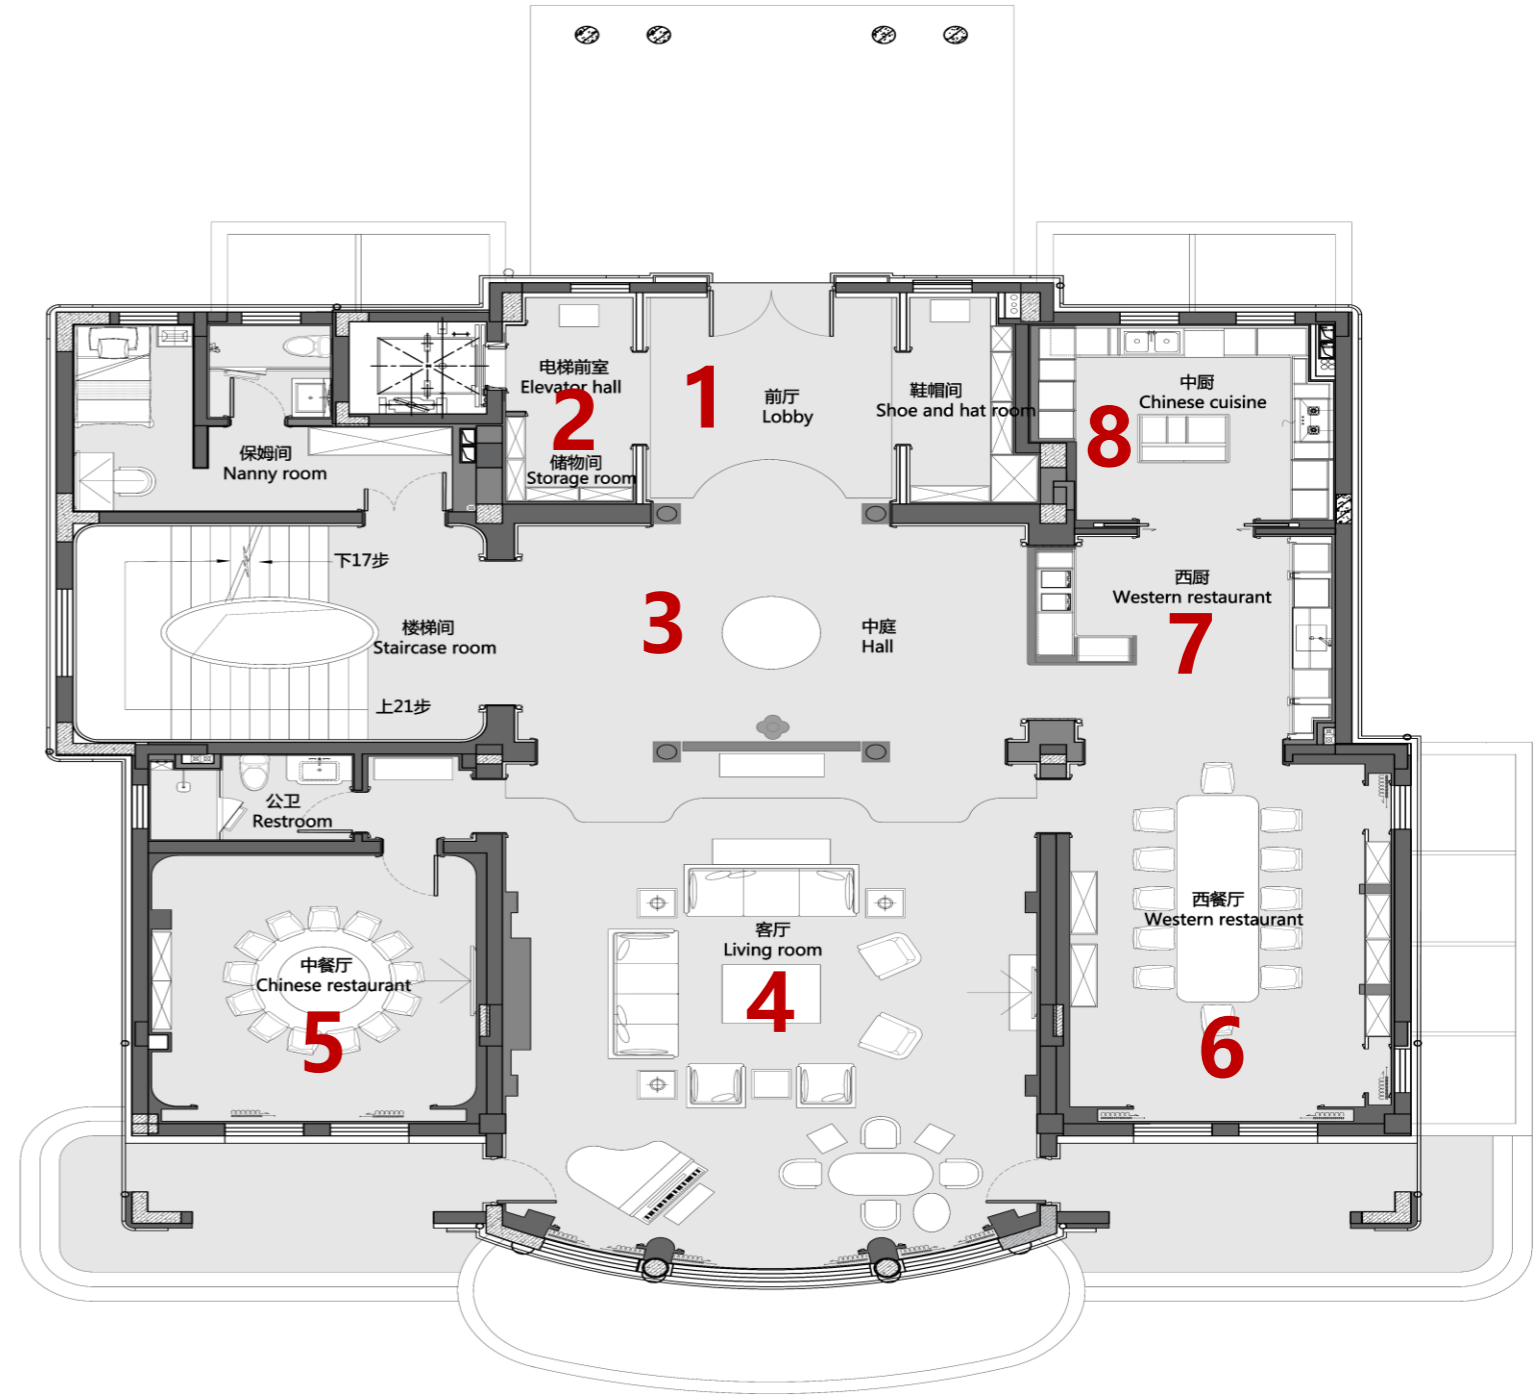 电梯前室
Elevator hall
2
储物间
Storage room
1
前厅
Lobby
鞋帽间
Shoe and hat room
中厨
Chinese cuisine
8
保姆间
Nanny room
下17步
楼梯间
Staircase room
上21步
3
中庭
Hall
西厨
Western restaurant
7
公卫
Restroom
中餐厅
Chinese restaurant
5
客厅
Living room
4
西餐厅
Western restaurant
6